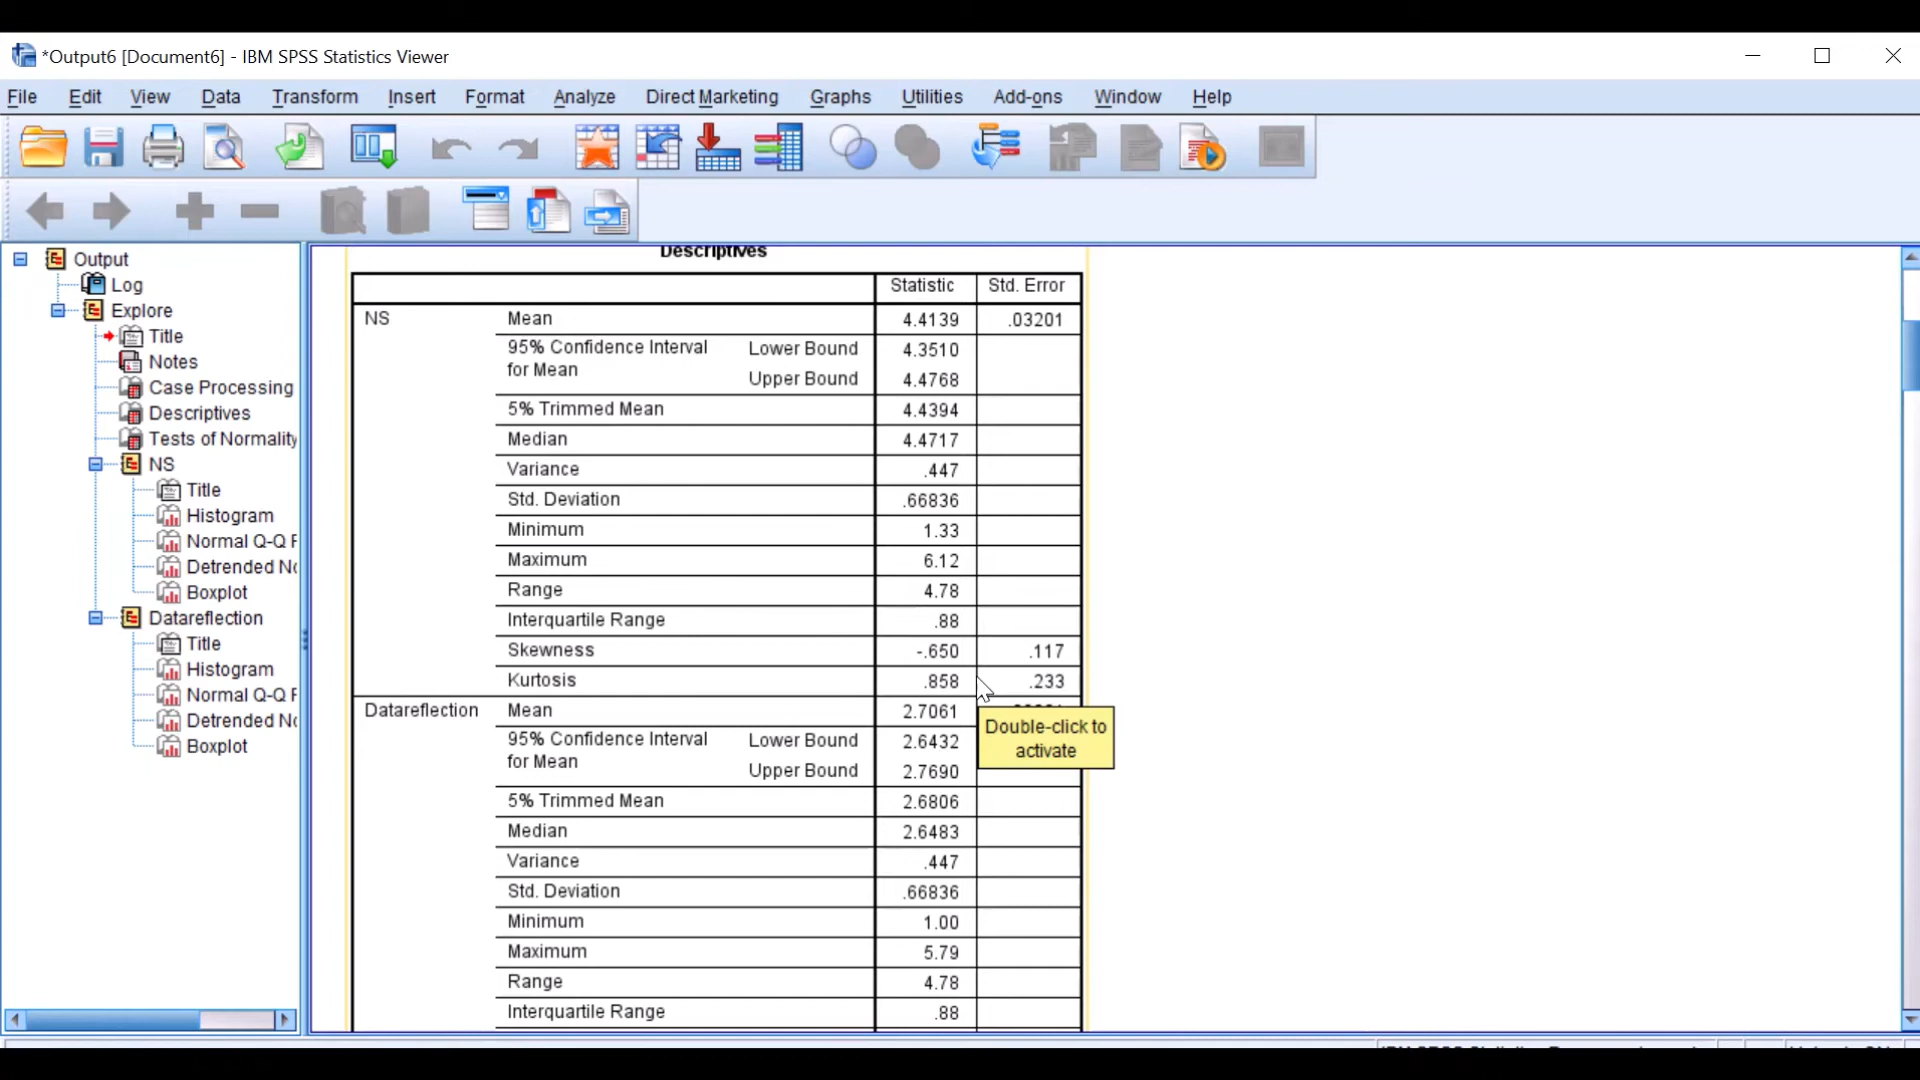 *Output6 [Document6] - IBM SPSS Statistics Viewer
File Edit View Data Transform Insert Format Analyze Direct Marketing Graphs Utilities Add-ons Window Help
Output
Log
Explore
Title
Notes
Case Processing
Descriptives
Tests of Normality
NS
Title
Histogram
Normal Q-Q
Detrended
Boxplot
Datareflection
Title
Histogram
Normal Q-Q
Detrended
Boxplot
Descriptives
Statistic Std. Error
NS Mean 4.4139 .03201
95% Confidence Interval Lower Bound 4.3510
for Mean Upper Bound 4.4768
5% Trimmed Mean 4.4394
Median 4.4717
Variance .447
Std. Deviation .66836
Minimum 1.33
Maximum 6.12
Range 4.78
Interquartile Range .88
Skewness -.650 .117
Kurtosis .858 .233
Datareflection Mean 2.7061
95% Confidence Interval Lower Bound 2.6432
for Mean Upper Bound 2.7690
5% Trimmed Mean 2.6806
Median 2.6483
Variance .447
Std. Deviation .66836
Minimum 1.00
Maximum 5.79
Range 4.78
Interquartile Range .88
Double-click to
activate